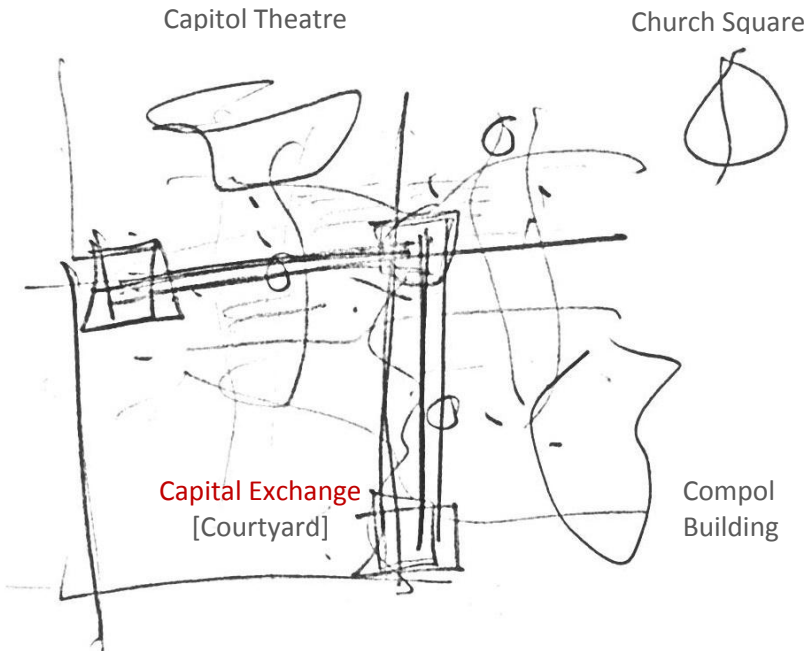 Capitol Theatre
Church Square
Capital Exchange
[Courtyard]
Compol
Building